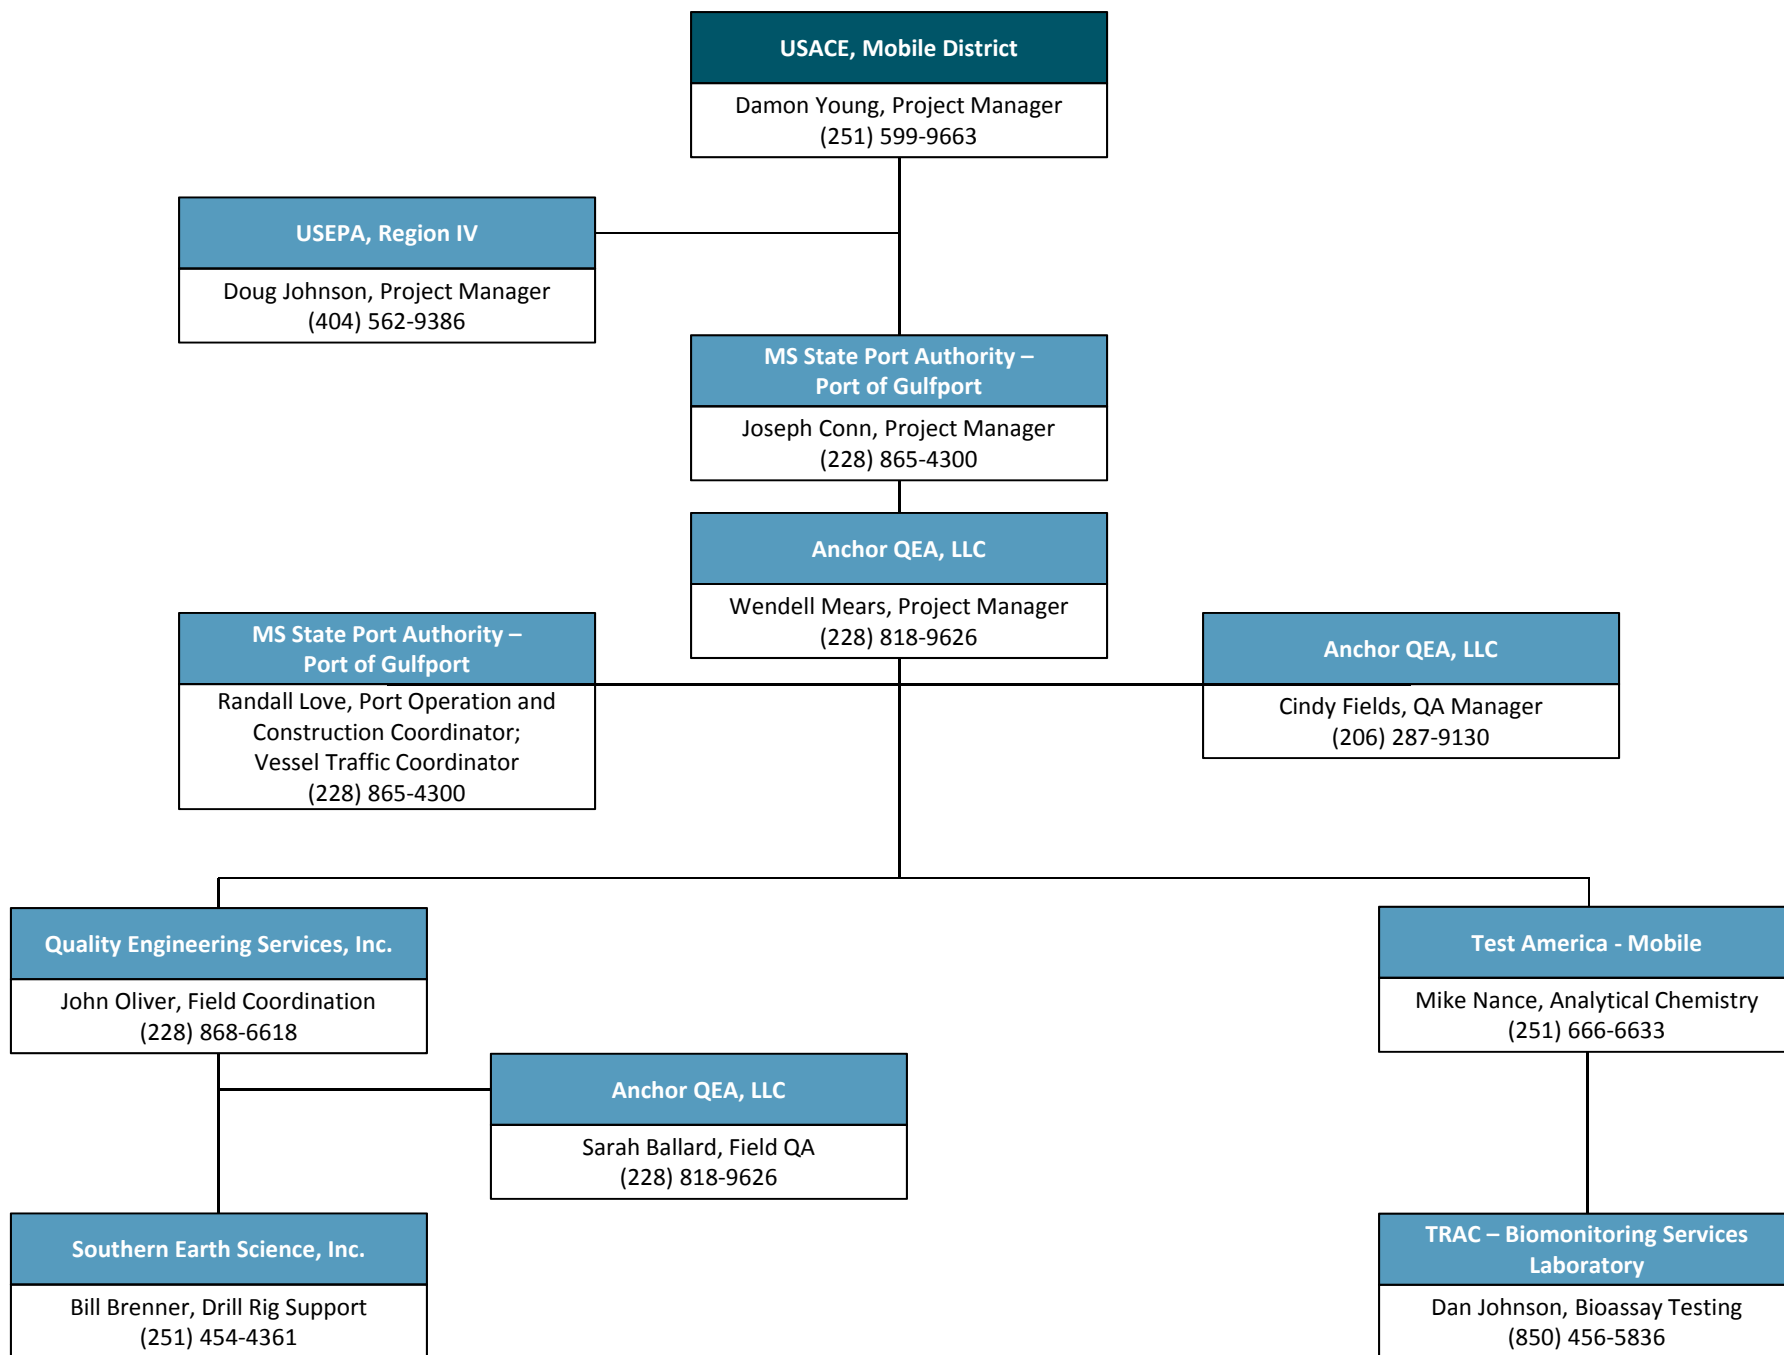 USACE, Mobile District
Damon Young, Project Manager
(251) 599-9663
USEPA, Region IV
Doug Johnson, Project Manager
(404) 562-9386
MS State Port Authority –
Port of Gulfport
Joseph Conn, Project Manager
(228) 865-4300
Anchor QEA, LLC
Wendell Mears, Project Manager
(228) 818-9626
MS State Port Authority –
Port of Gulfport
Randall Love, Port Operation and
Construction Coordinator;
Vessel Traffic Coordinator
(228) 865-4300
Anchor QEA, LLC
Cindy Fields, QA Manager
(206) 287-9130
Quality Engineering Services, Inc.
John Oliver, Field Coordination
(228) 868-6618
Test America - Mobile
Mike Nance, Analytical Chemistry
(251) 666-6633
Anchor QEA, LLC
Sarah Ballard, Field QA
(228) 818-9626
Southern Earth Science, Inc.
Bill Brenner, Drill Rig Support
(251) 454-4361
TRAC – Biomonitoring Services
Laboratory
Dan Johnson, Bioassay Testing
(850) 456-5836